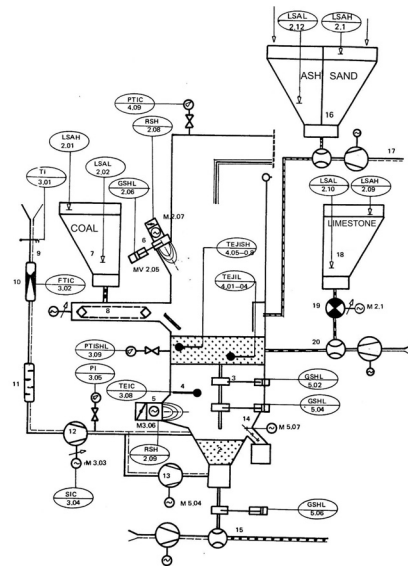 LSAL
2.12
LSAH
2.1
PTIC
4.09
RSH
2.08
ASH SAND
LSAH
2.01
LSAL
2.02
GSHL
2.06
M 2.07
16
17
TI
3.01
6
LSAL
2.10
LSAH
2.09
COAL
MV 2.05
LIMESTONE
9
7
TEJISH
4.05-0.8
18
10
FTIC
3.02
8
TEJIL
4.01-04
19
M 2.1
PTISHL
3.09
20
PI
3.05
11
TEIC
3.08
4
3
GSHL
5.02
5
GSHL
5.04
M3.06
14
12
M 5.07
RSH
2.09
2
M 3.03
13
SIC
3.04
M 5.04
GSHL
5.06
15